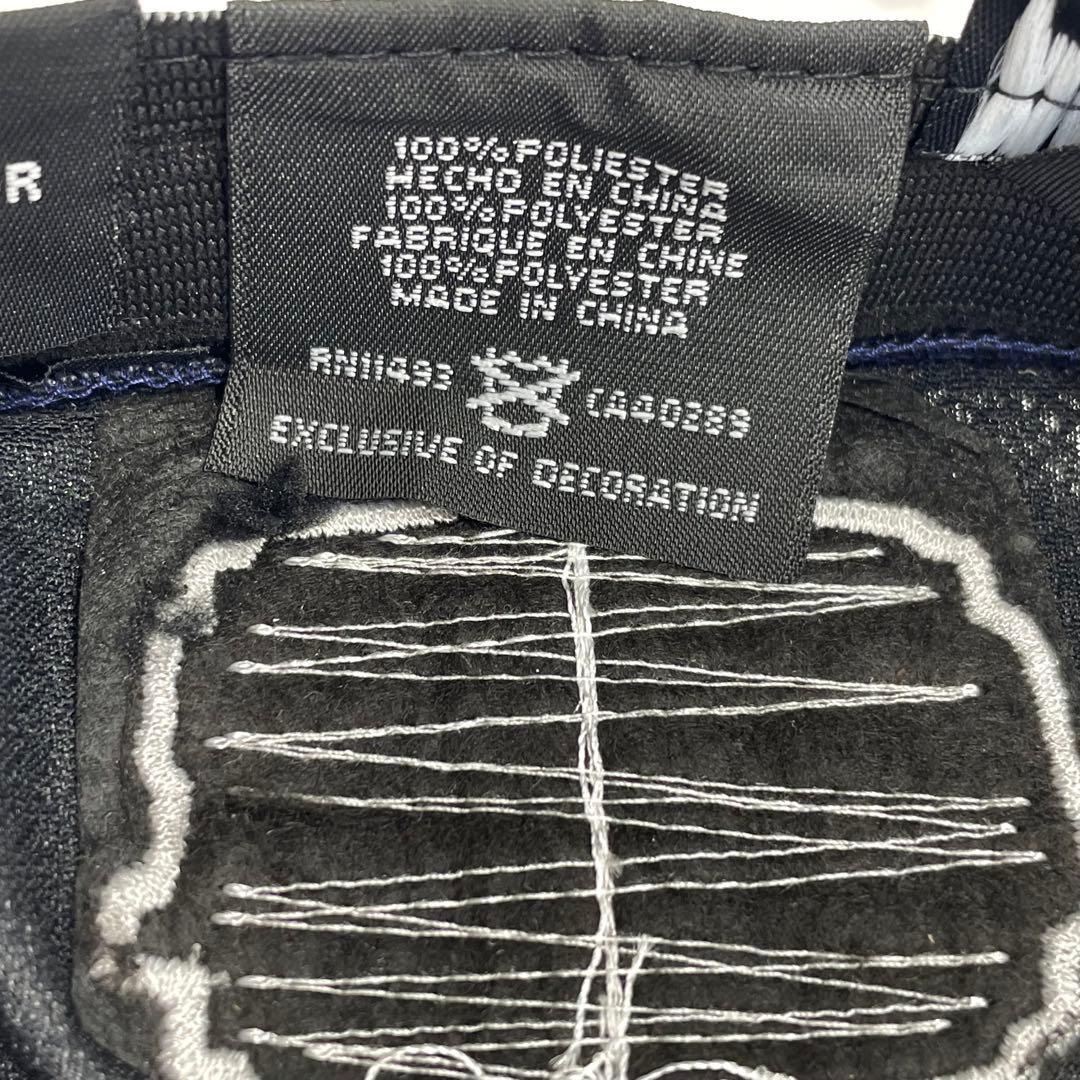 R
100% POLIESTER
HECHO EN CHINA
100% POLYESTER
FABRIQUE EN CHINE
100% POLYESTER
MADE IN CHINA
RN11493 CA40299
EXCLUSIVE OF DECORATION